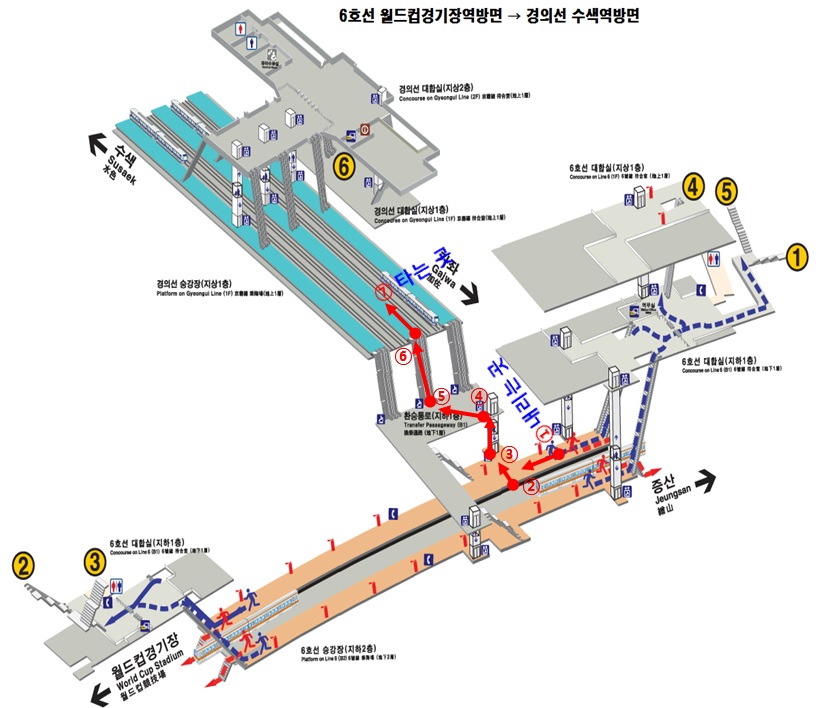 6호선 월드컵경기장역방면 → 경의선 수색역방면
경의선 대합실(지상2층)
Concourse on Gyeongui Line (2F) 京義線 待合室(地上2層)
수색
Susaek
水色
6
경의선 대합실(지상1층)
Concourse on Gyeongui Line (1F) 京義線 待合室(地上1層)
6호선 대합실(지상1층)
Concourse on Line 6 (1F) 6號線 待合室(地上1層)
4
5
1
경의선 승강장(지상1층)
Platform on Gyeongui Line (1F) 京義線 乘降場(地上1層)
타는 곳
가좌
Gajwa
加佐
⑦
⑥
역무실
6호선 대합실(지하1층)
Concourse on Line 6 (B1) 6號線 待合室(地下1層)
내리는 곳
⑤
④
환승통로(지하1층)
Transfer Passageway (B1)
換乘通路(地下1層)
①
③
②
증산
Jeungsan
繒山
6호선 대합실(지하1층)
Concourse on Line 6 (B1) 6號線 待合室(地下1層)
2
3
월드컵경기장
World Cup Stadium
월드컵競技場
6호선 승강장(지하2층)
Platform on Line 6 (B2) 6號線 乘降場(地下2層)